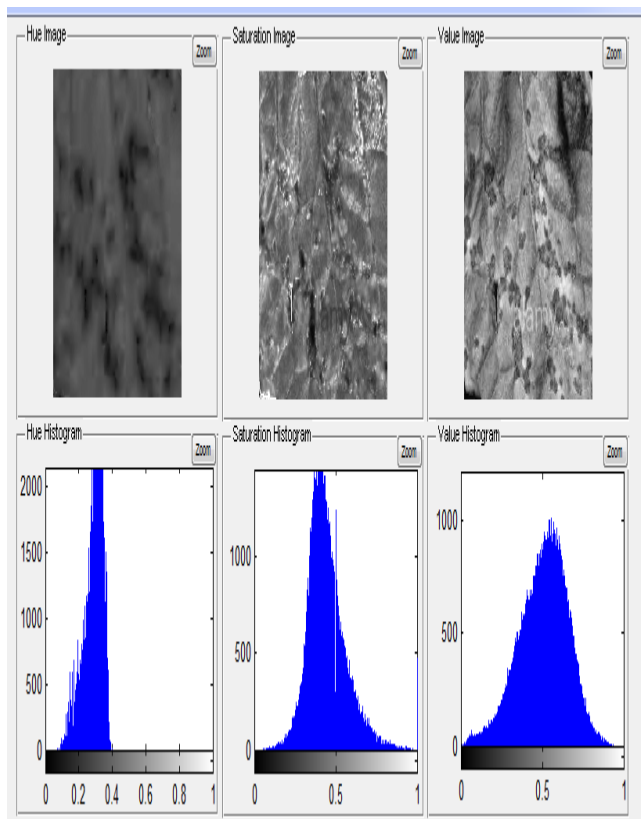 Hue Image
Zoom
Saturation Image
Zoom
Value Image
Zoom
Hue Histogram
Zoom
2000
1500
1000
500
0
0 0.2 0.4 0.6 0.8 1
Saturation Histogram
Zoom
1000
500
0
0 0.5 1
Value Histogram
Zoom
1000
500
0
0 0.5 1